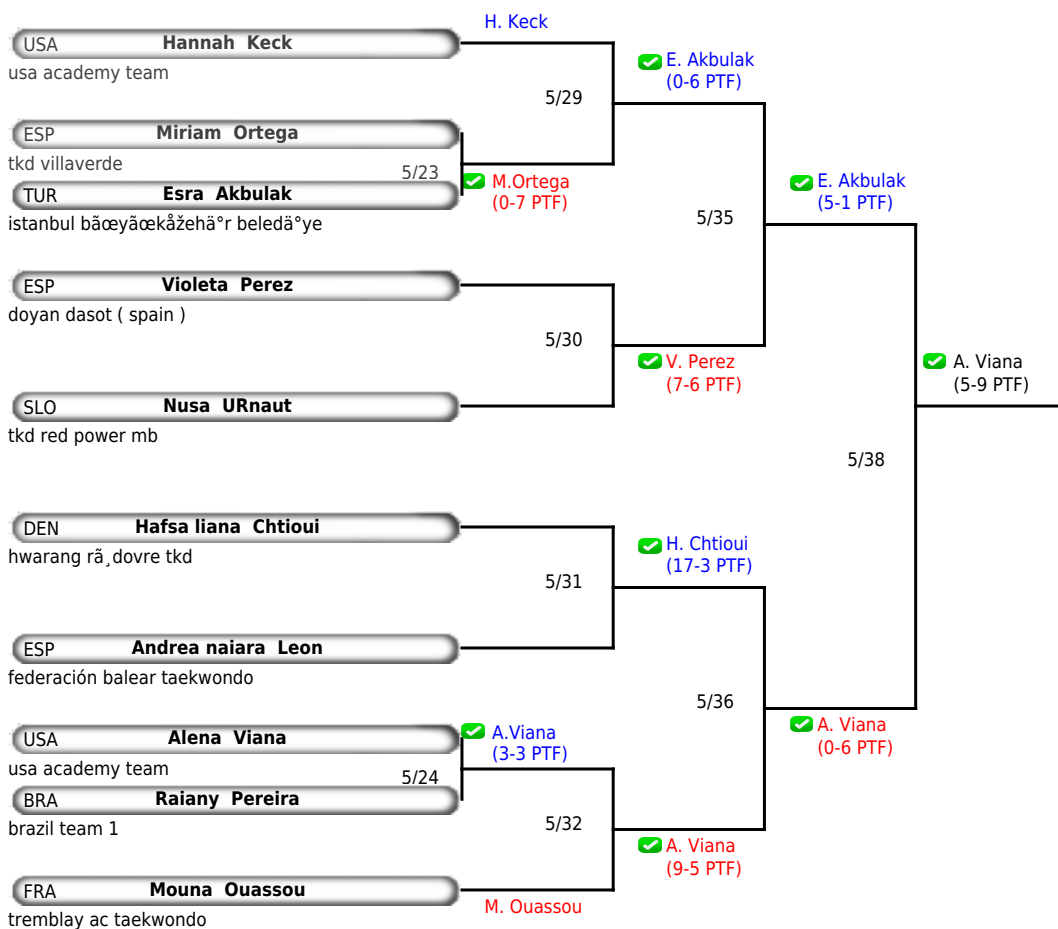 H. Keck
USA Hannah Keck
usa academy team
E. Akbulak
(0-6 PTF)
5/29
ESP Miriam Ortega
tkd villaverde
5/23
M.Ortega
(0-7 PTF)
TUR Esra Akbulak
istanbul bãœyãœkåžehä°r beledä°ye
E. Akbulak
(5-1 PTF)
5/35
ESP Violeta Perez
doyan dasot ( spain )
5/30
V. Perez
(7-6 PTF)
A. Viana
(5-9 PTF)
SLO Nusa URnaut
tkd red power mb
5/38
DEN Hafsa liana Chtioui
hwarang rã¸dovre tkd
H. Chtioui
(17-3 PTF)
5/31
ESP Andrea naiara Leon
federación balear taekwondo
5/36
USA Alena Viana
usa academy team
A.Viana
(3-3 PTF)
A. Viana
(0-6 PTF)
5/24
BRA Raiany Pereira
brazil team 1
5/32
A. Viana
(9-5 PTF)
FRA Mouna Ouassou
M. Ouassou
tremblay ac taekwondo